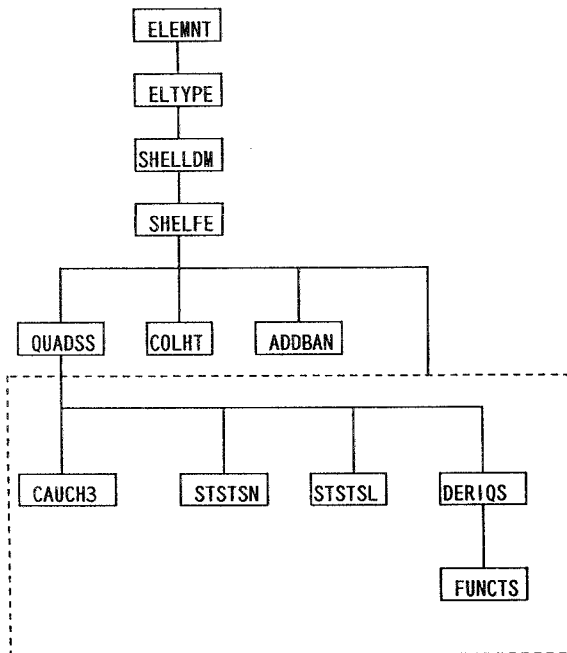 ELEMNT
ELTYPE
SHELLDM
SHELFE
QUADSS
COLHT
ADDBAN
CAUCH3
STSTSN
STSTSL
DERIQS
FUNCTS